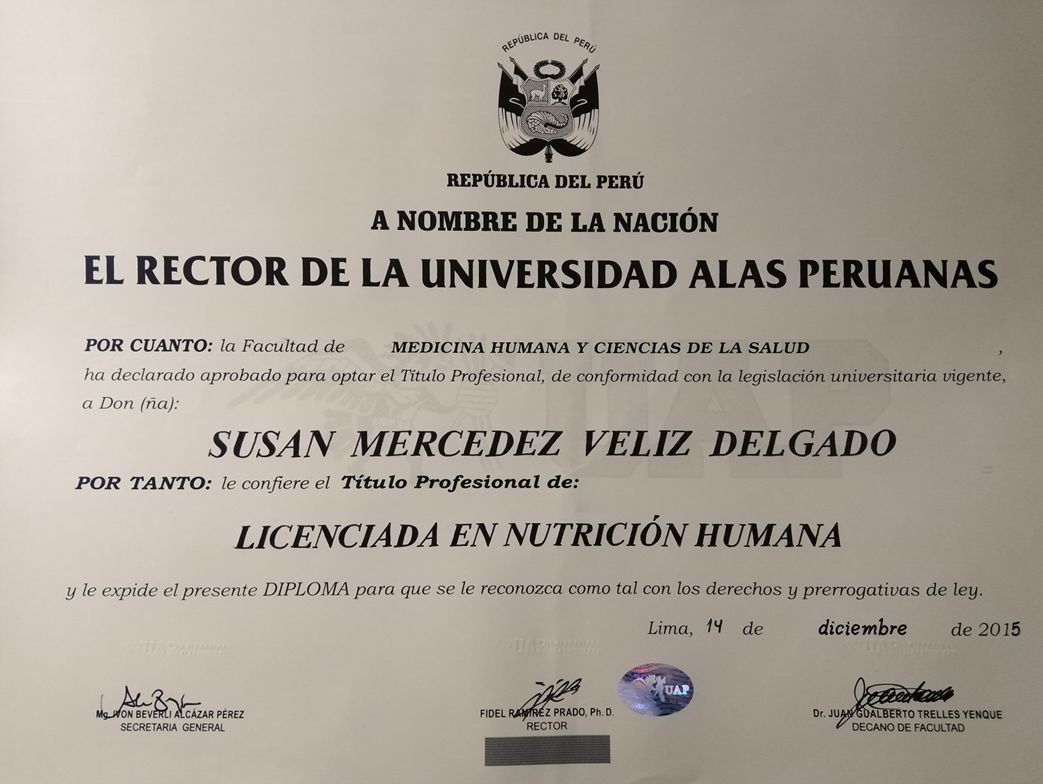 REPÚBLICA DEL PERÚ
REPÚBLICA DEL PERÚ
A NOMBRE DE LA NACIÓN
EL RECTOR DE LA UNIVERSIDAD ALAS PERUANAS
POR CUANTO: la Facultad de MEDICINA HUMANA Y CIENCIAS DE LA SALUD ,
ha declarado aprobado para optar el Título Profesional, de conformidad con la legislación universitaria vigente,
a Don (ña):
UAP
SUSAN MERCEDEZ VELIZ DELGADO
POR TANTO: le confiere el Título Profesional de:
LICENCIADA EN NUTRICIÓN HUMANA
y le expide el presente DIPLOMA para que se le reconozca como tal con los derechos y prerrogativas de ley.
Lima, 14 de diciembre de 2015
UAP
Mg. IVON BEVERLI ALCÁZAR PÉREZ
SECRETARIA GENERAL
FIDEL RAMÍREZ PRADO, Ph. D.
RECTOR
Dr. JUAN GUALBERTO TRELLES YENQUE
DECANO DE FACULTAD